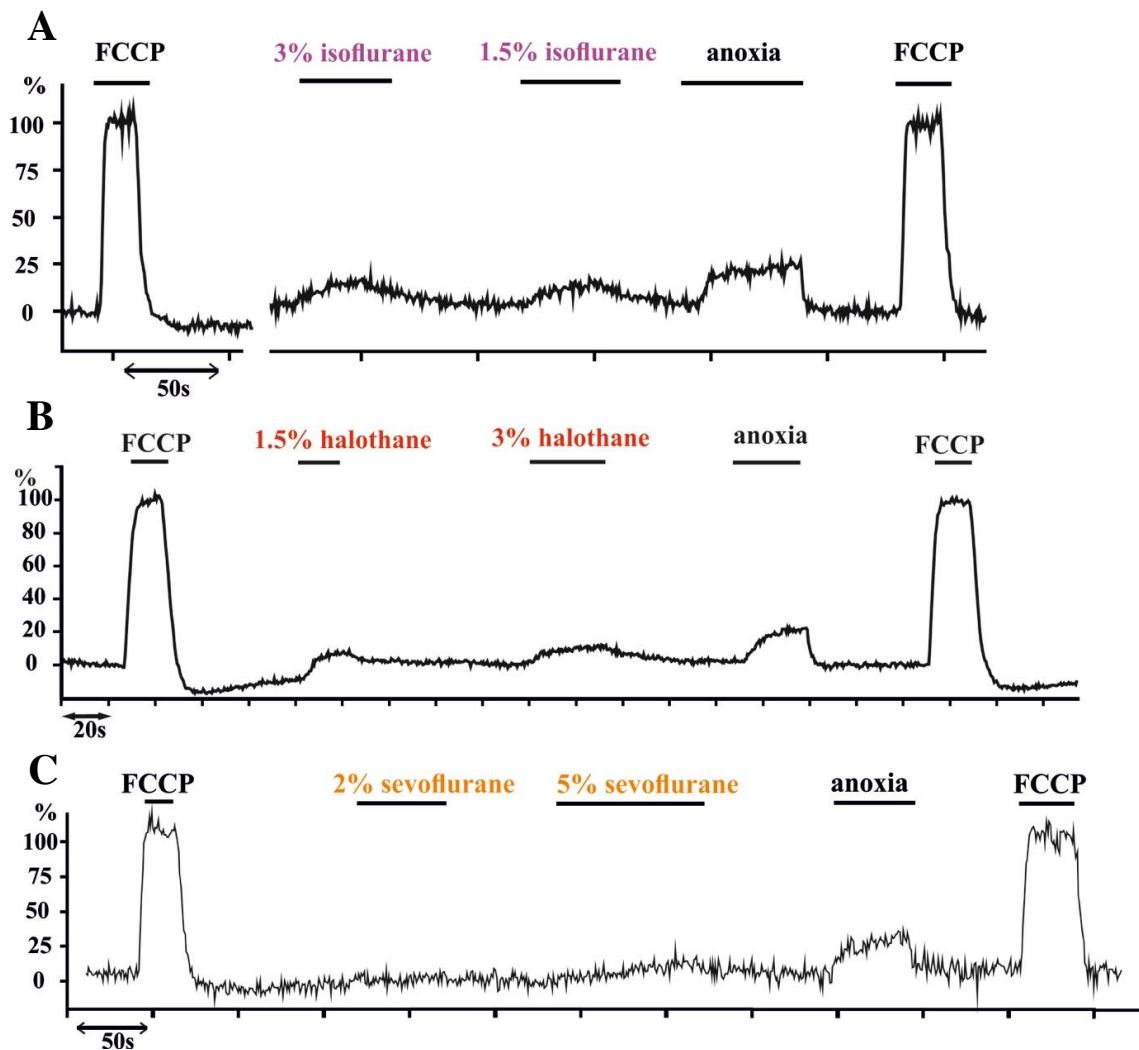 A
FCCP 3% isoflurane 1.5% isoflurane anoxia FCCP
%
100
75
50
25
0
50s
B
FCCP 1.5% halothane 3% halothane anoxia FCCP
%
100
80
60
40
20
0
20s
C
FCCP 2% sevoflurane 5% sevoflurane anoxia FCCP
%
100
75
50
25
0
50s